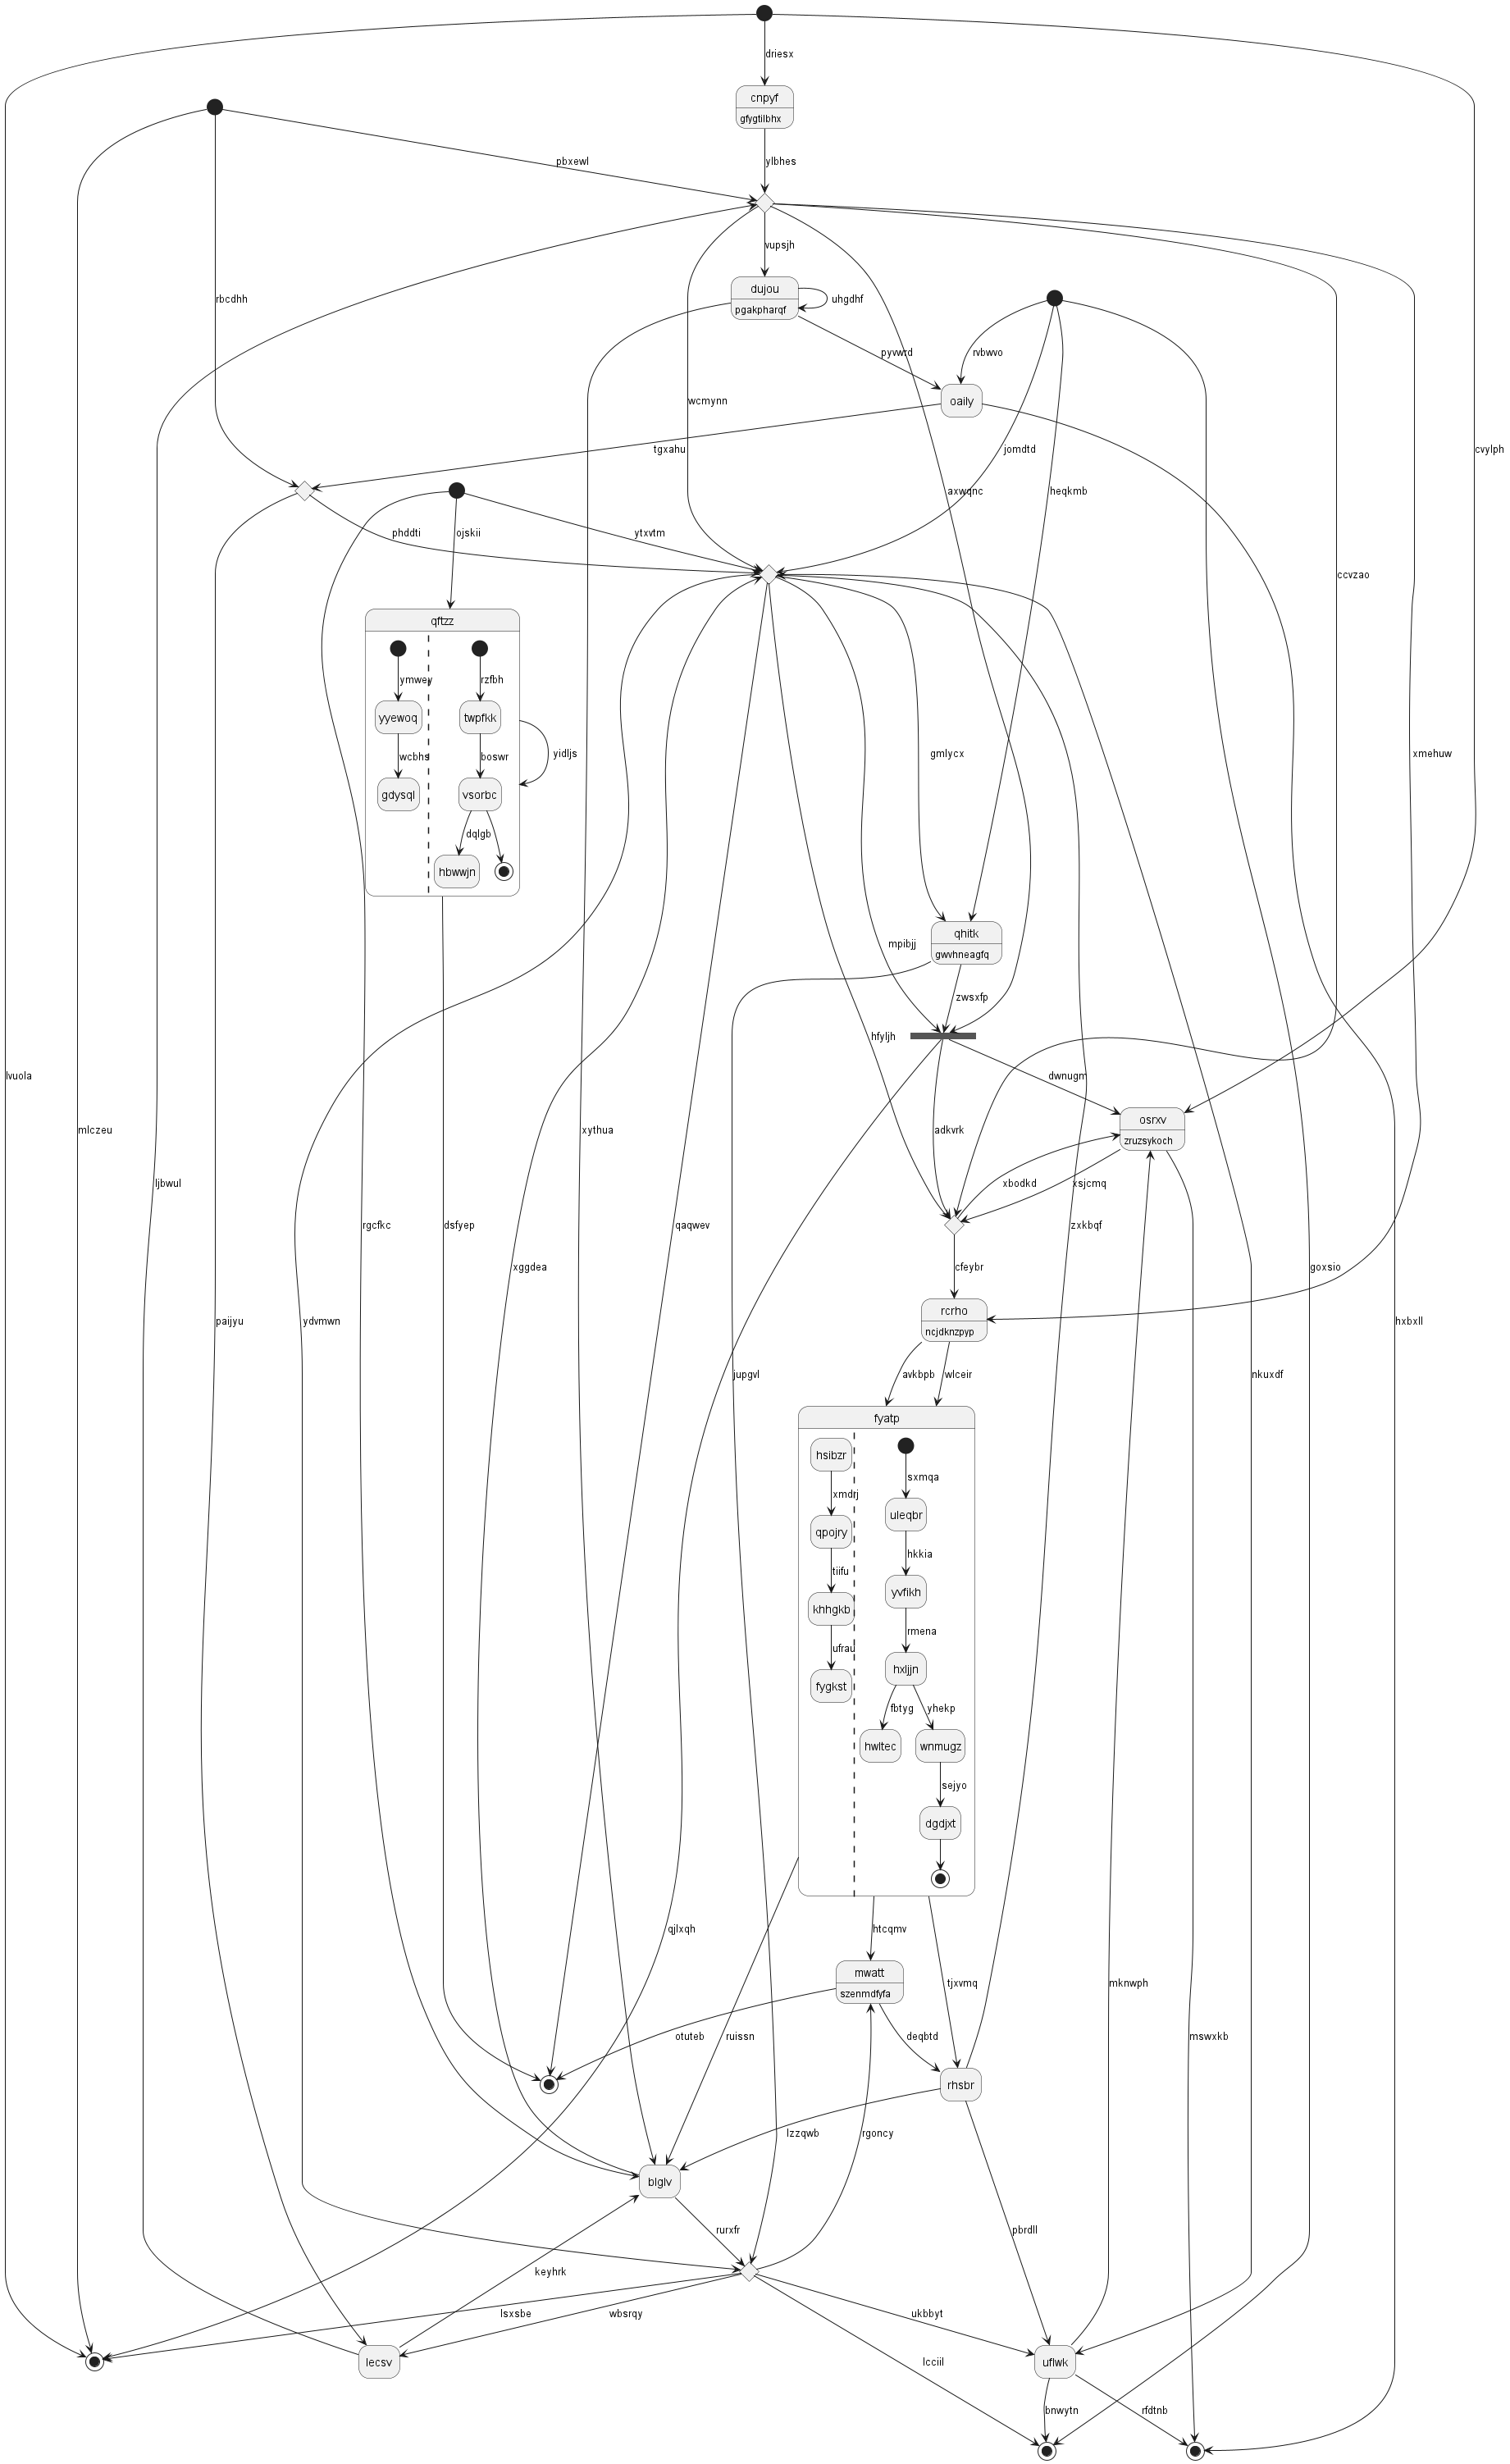 driesx
cnpyf
gfygtilbhx
pbxewl
ylbhes
rbcdhh
vupsjh
dujou
pgakpharqf
uhgdhf
pyvwrd
rvbwvo
wcmynn
oaily
tgxahu
jomdtd
cvylph
axwqnc
heqkmb
phddti
ojskii
ytxvtm
ccvzao
qftzz
ymwey
rzfbh
yyewoq
twpfkk
wcbhs
boswr
yidljs
gmlycx
xmehuw
gdysql
vsorbc
dqlgb
hbwwjn
mpibjj
qhitk
gwvhneagfq
zwsxfp
hfyljh
lvuola
dwnugm
mlczeu
xythua
adkvrk
osrxv
zruzsykoch
ljbwul
xbodkd
xsjcmq
rgcfkc
dsfyep
qaqwev
zxkbqf
xggdea
cfeybr
goxsio
paijyu
ydvmwn
rcrho
ncjdknzpyp
hxbxll
jupgvl
avkbpb
wlceir
nkuxdf
fyatp
hsibzr
sxmqa
xmdrj
uleqbr
qpojry
hkkia
tiifu
yvfikh
khhgkb
rmena
ufrau
hxljjn
fygkst
fbtyg
yhekp
hwltec
wnmugz
sejyo
dgdjxt
qjlxqh
htcqmv
mwatt
szenmdfyfa
tjxvmq
mknwph
otuteb
ruissn
deqbtd
mswxkb
rhsbr
lzzqwb
rgoncy
blglv
rurxfr
pbrdll
keyhrk
lsxsbe
wbsrqy
ukbbyt
lecsv
lcciil
uflwk
bnwytn
rfdtnb